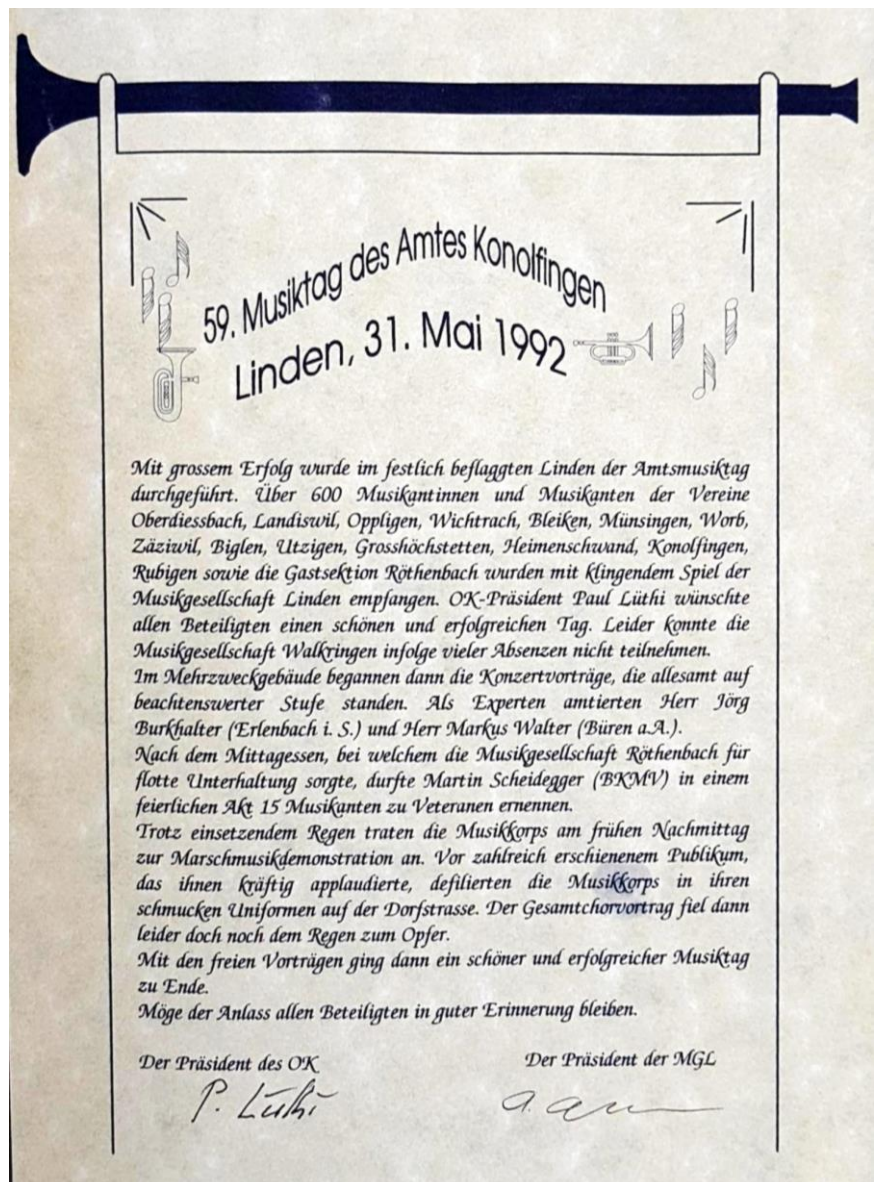 59. Musiktag des Amtes Konolfingen
Linden, 31. Mai 1992
Mit grossem Erfolg wurde im festlich beflaggten Linden der Amtsmusiktag
durchgeführt. Über 600 Musikantinnen und Musikanten der Vereine
Oberdiessbach, Landiswil, Oppligen, Wichtrach, Bleiken, Münsingen, Worb,
Zäziwil, Biglen, Utzigen, Grosshöchstetten, Heimenschwand, Konolfingen,
Rubigen sowie die Gastsektion Röthenbach wurden mit klingendem Spiel der
Musikgesellschaft Linden empfangen. OK-Präsident Paul Lüthi wünschte
allen Beteiligten einen schönen und erfolgreichen Tag. Leider konnte die
Musikgesellschaft Walkringen infolge vieler Absenzen nicht teilnehmen.
Im Mehrzweckgebäude begannen dann die Konzertvorträge, die allesamt auf
beachtenswerter Stufe standen. Als Experten amtierten Herr Jörg
Burkhalter (Erlenbach i. S.) und Herr Markus Walter (Büren a.A.).
Nach dem Mittagessen, bei welchem die Musikgesellschaft Röthenbach für
flotte Unterhaltung sorgte, durfte Martin Scheidegger (BKMV) in einem
feierlichen Akt 15 Musikanten zu Veteranen ernennen.
Trotz einsetzendem Regen traten die Musikkorps am frühen Nachmittag
zur Marschmusikdemonstration an. Vor zahlreich erschienenem Publikum,
das ihnen kräftig applaudierte, defilierten die Musikkorps in ihren
schmucken Uniformen auf der Dorfstrasse. Der Gesamtchorvortrag fiel dann
leider doch noch dem Regen zum Opfer.
Mit den freien Vorträgen ging dann ein schöner und erfolgreicher Musiktag
zu Ende.
Möge der Anlass allen Beteiligten in guter Erinnerung bleiben.
Der Präsident des OK
Der Präsident der MGL
P. Lüthi